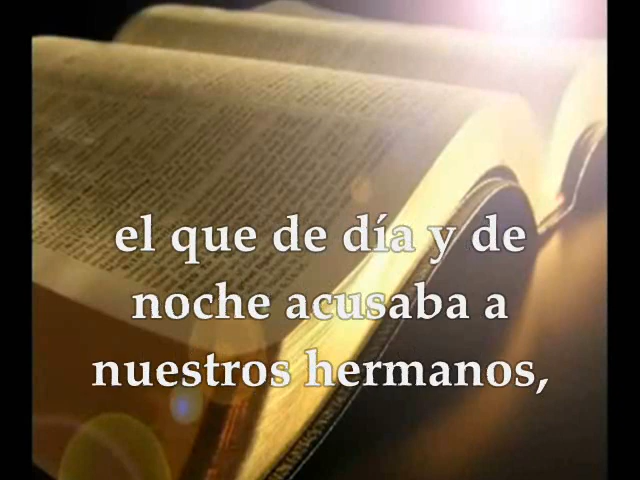 el que de día y de
noche acusaba a
nuestros hermanos,